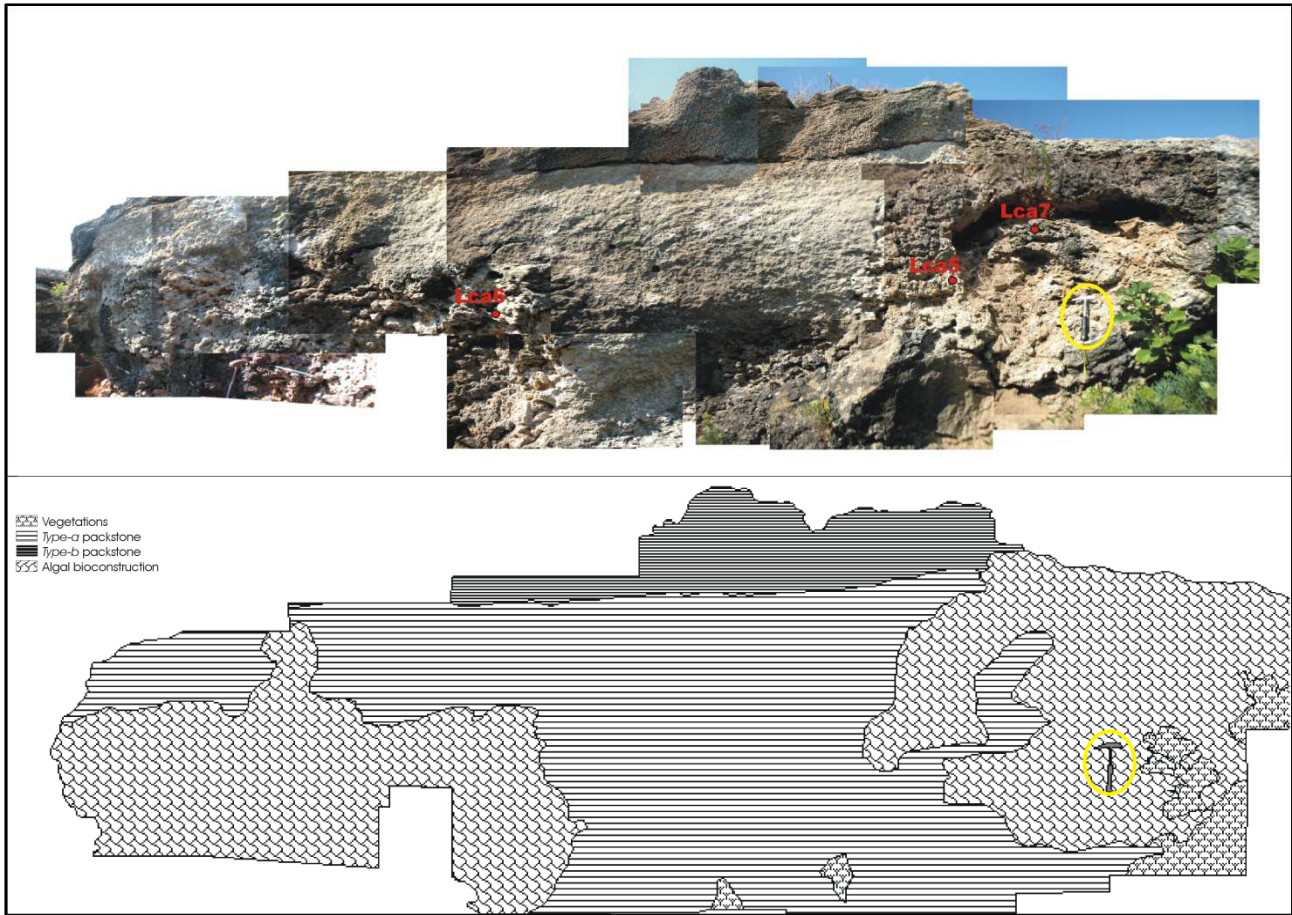 Lca7
Lca5
Lca6
Vegetations
Type-a packstone
Type-b packstone
Algal bioconstruction